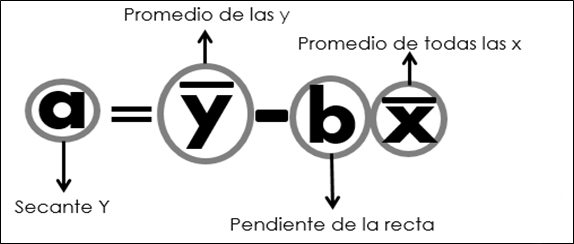 Promedio de las y
Promedio de todas las x
a = y̅ - b x̅
Secante Y
Pendiente de la recta